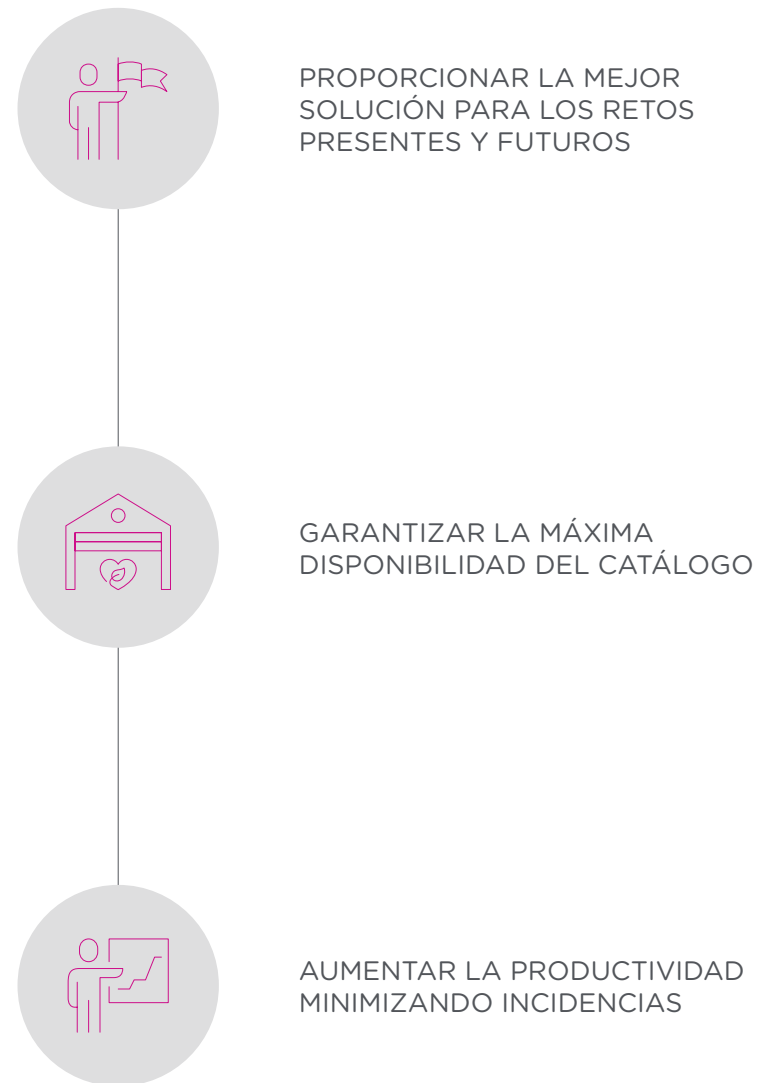 PROPORCIONAR LA MEJOR
SOLUCIÓN PARA LOS RETOS
PRESENTES Y FUTUROS
GARANTIZAR LA MÁXIMA
DISPONIBILIDAD DEL CATÁLOGO
AUMENTAR LA PRODUCTIVIDAD
MINIMIZANDO INCIDENCIAS